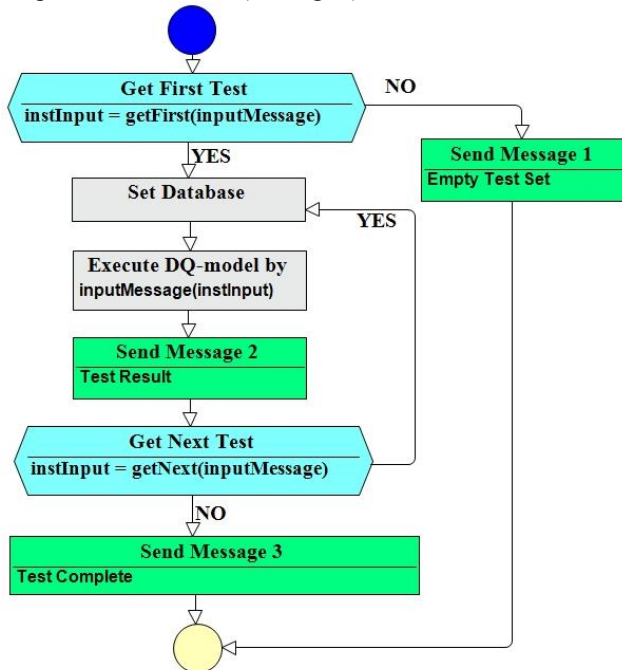 Get First Test
instInput = getFirst(inputMessage)
NO
YES
Send Message 1
Empty Test Set
Set Database
YES
Execute DQ-model by
inputMessage(instInput)
Send Message 2
Test Result
Get Next Test
instInput = getNext(inputMessage)
NO
Send Message 3
Test Complete